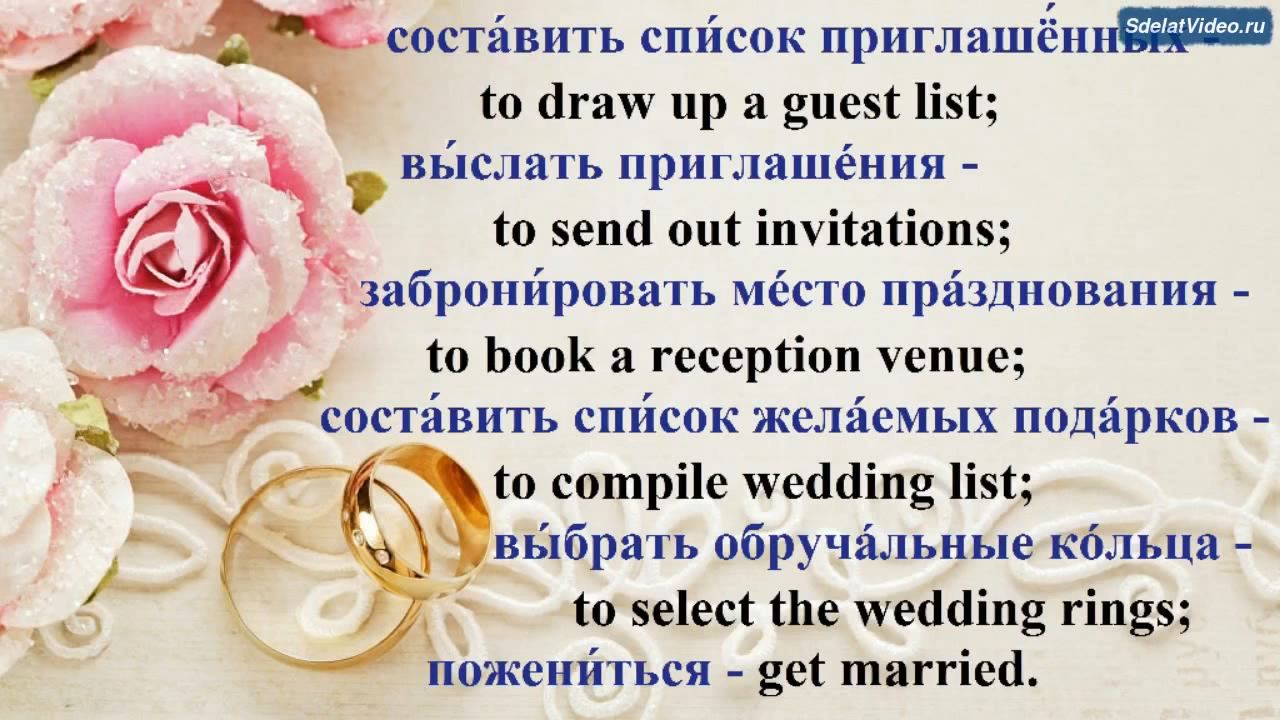 SdelatVideo.ru
соста́вить спи́сок приглашё́нных -
to draw up a guest list;
вы́слать приглаше́ния -
to send out invitations;
заброни́ровать ме́сто пра́зднования -
to book a reception venue;
соста́вить спи́сок жела́емых пода́рков -
to compile wedding list;
вы́брать обруча́льные ко́льца -
to select the wedding rings;
пожени́ться - get married.